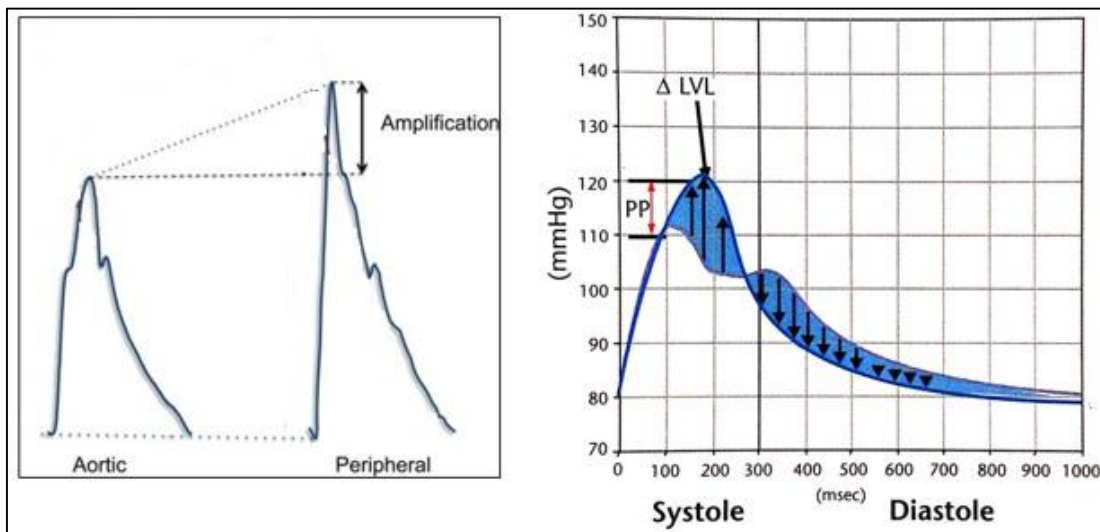 Amplification
Aortic
Peripheral
150
140
130
120
110
100
90
80
70
(mmHg)
Δ LVL
PP
0 100 200 300 400 500 600 700 800 900 1000
(msec)
Systole Diastole